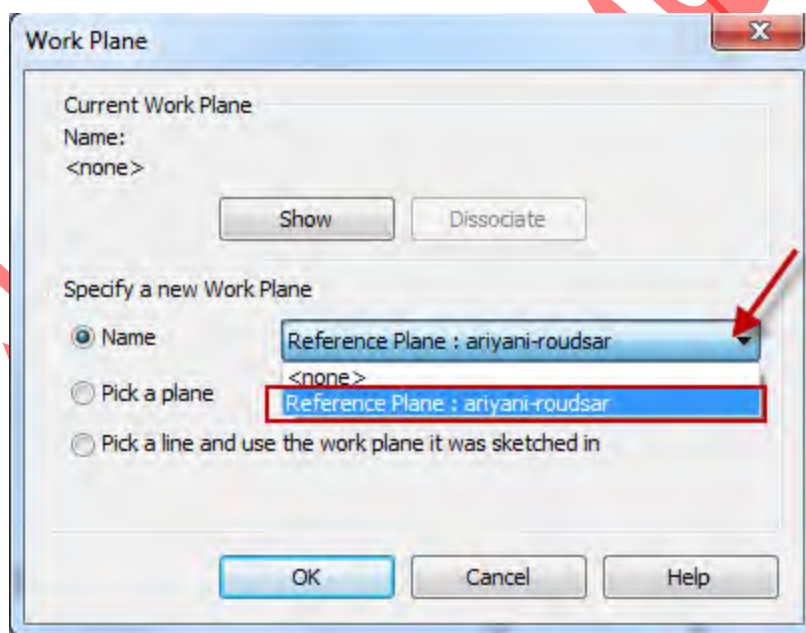 Work Plane
Current Work Plane
Name:
<none>
Show
Dissociate
Specify a new Work Plane
Name
Reference Plane : ariyani-roudsar
<none>
Reference Plane : ariyani-roudsar
Pick a plane
Pick a line and use the work plane it was sketched in
OK
Cancel
Help